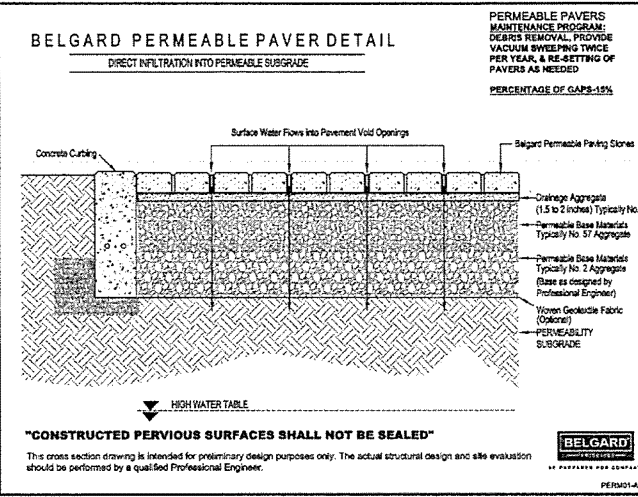 BELGARD PERMEABLE PAVER DETAIL
DIRECT INFILTRATION INTO PERMEABLE SUBGRADE
PERMEABLE PAVERS
MAINTENANCE PROGRAM:
DEBRIS REMOVAL, PROVIDE
VACUUM SWEEPING TWICE
PER YEAR, & RE-SETTING OF
PAVERS AS NEEDED
PERCENTAGE OF GAPS-15%
Surface Water Flows into Pavement Void Openings
Concrete Curbing
Belgard Permeable Paving Stones
Drainage Aggregate
(1.5 to 2 inches) Typically No.
Permeable Base Materials
Typically No. 57 Aggregate
Permeable Base Materials
Typically No. 2 Aggregate
(Base as designed by
Professional Engineer)
Woven Geotextile Fabric
(Optional)
PERMEABILITY
SUBGRADE
HIGH WATER TABLE
"CONSTRUCTED PERVIOUS SURFACES SHALL NOT BE SEALED"
This cross section drawing is intended for preliminary design purposes only. The actual structural design and site evaluation
should be performed by a qualified Professional Engineer.
BELGARD
BE PREPARED FOR
PERM01-A